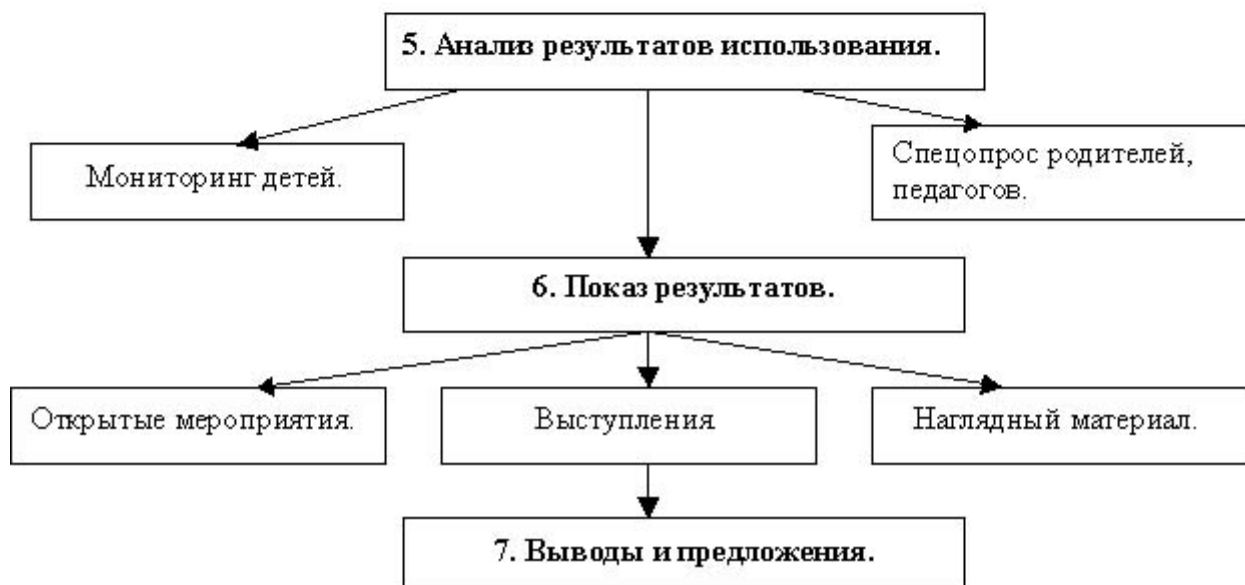 5. Анализ результатов использования.
Мониторинг детей.
Спецопрос родителей,
педагогов.
6. Показ результатов.
Открытые мероприятия.
Выступления
Наглядный материал.
7. Выводы и предложения.